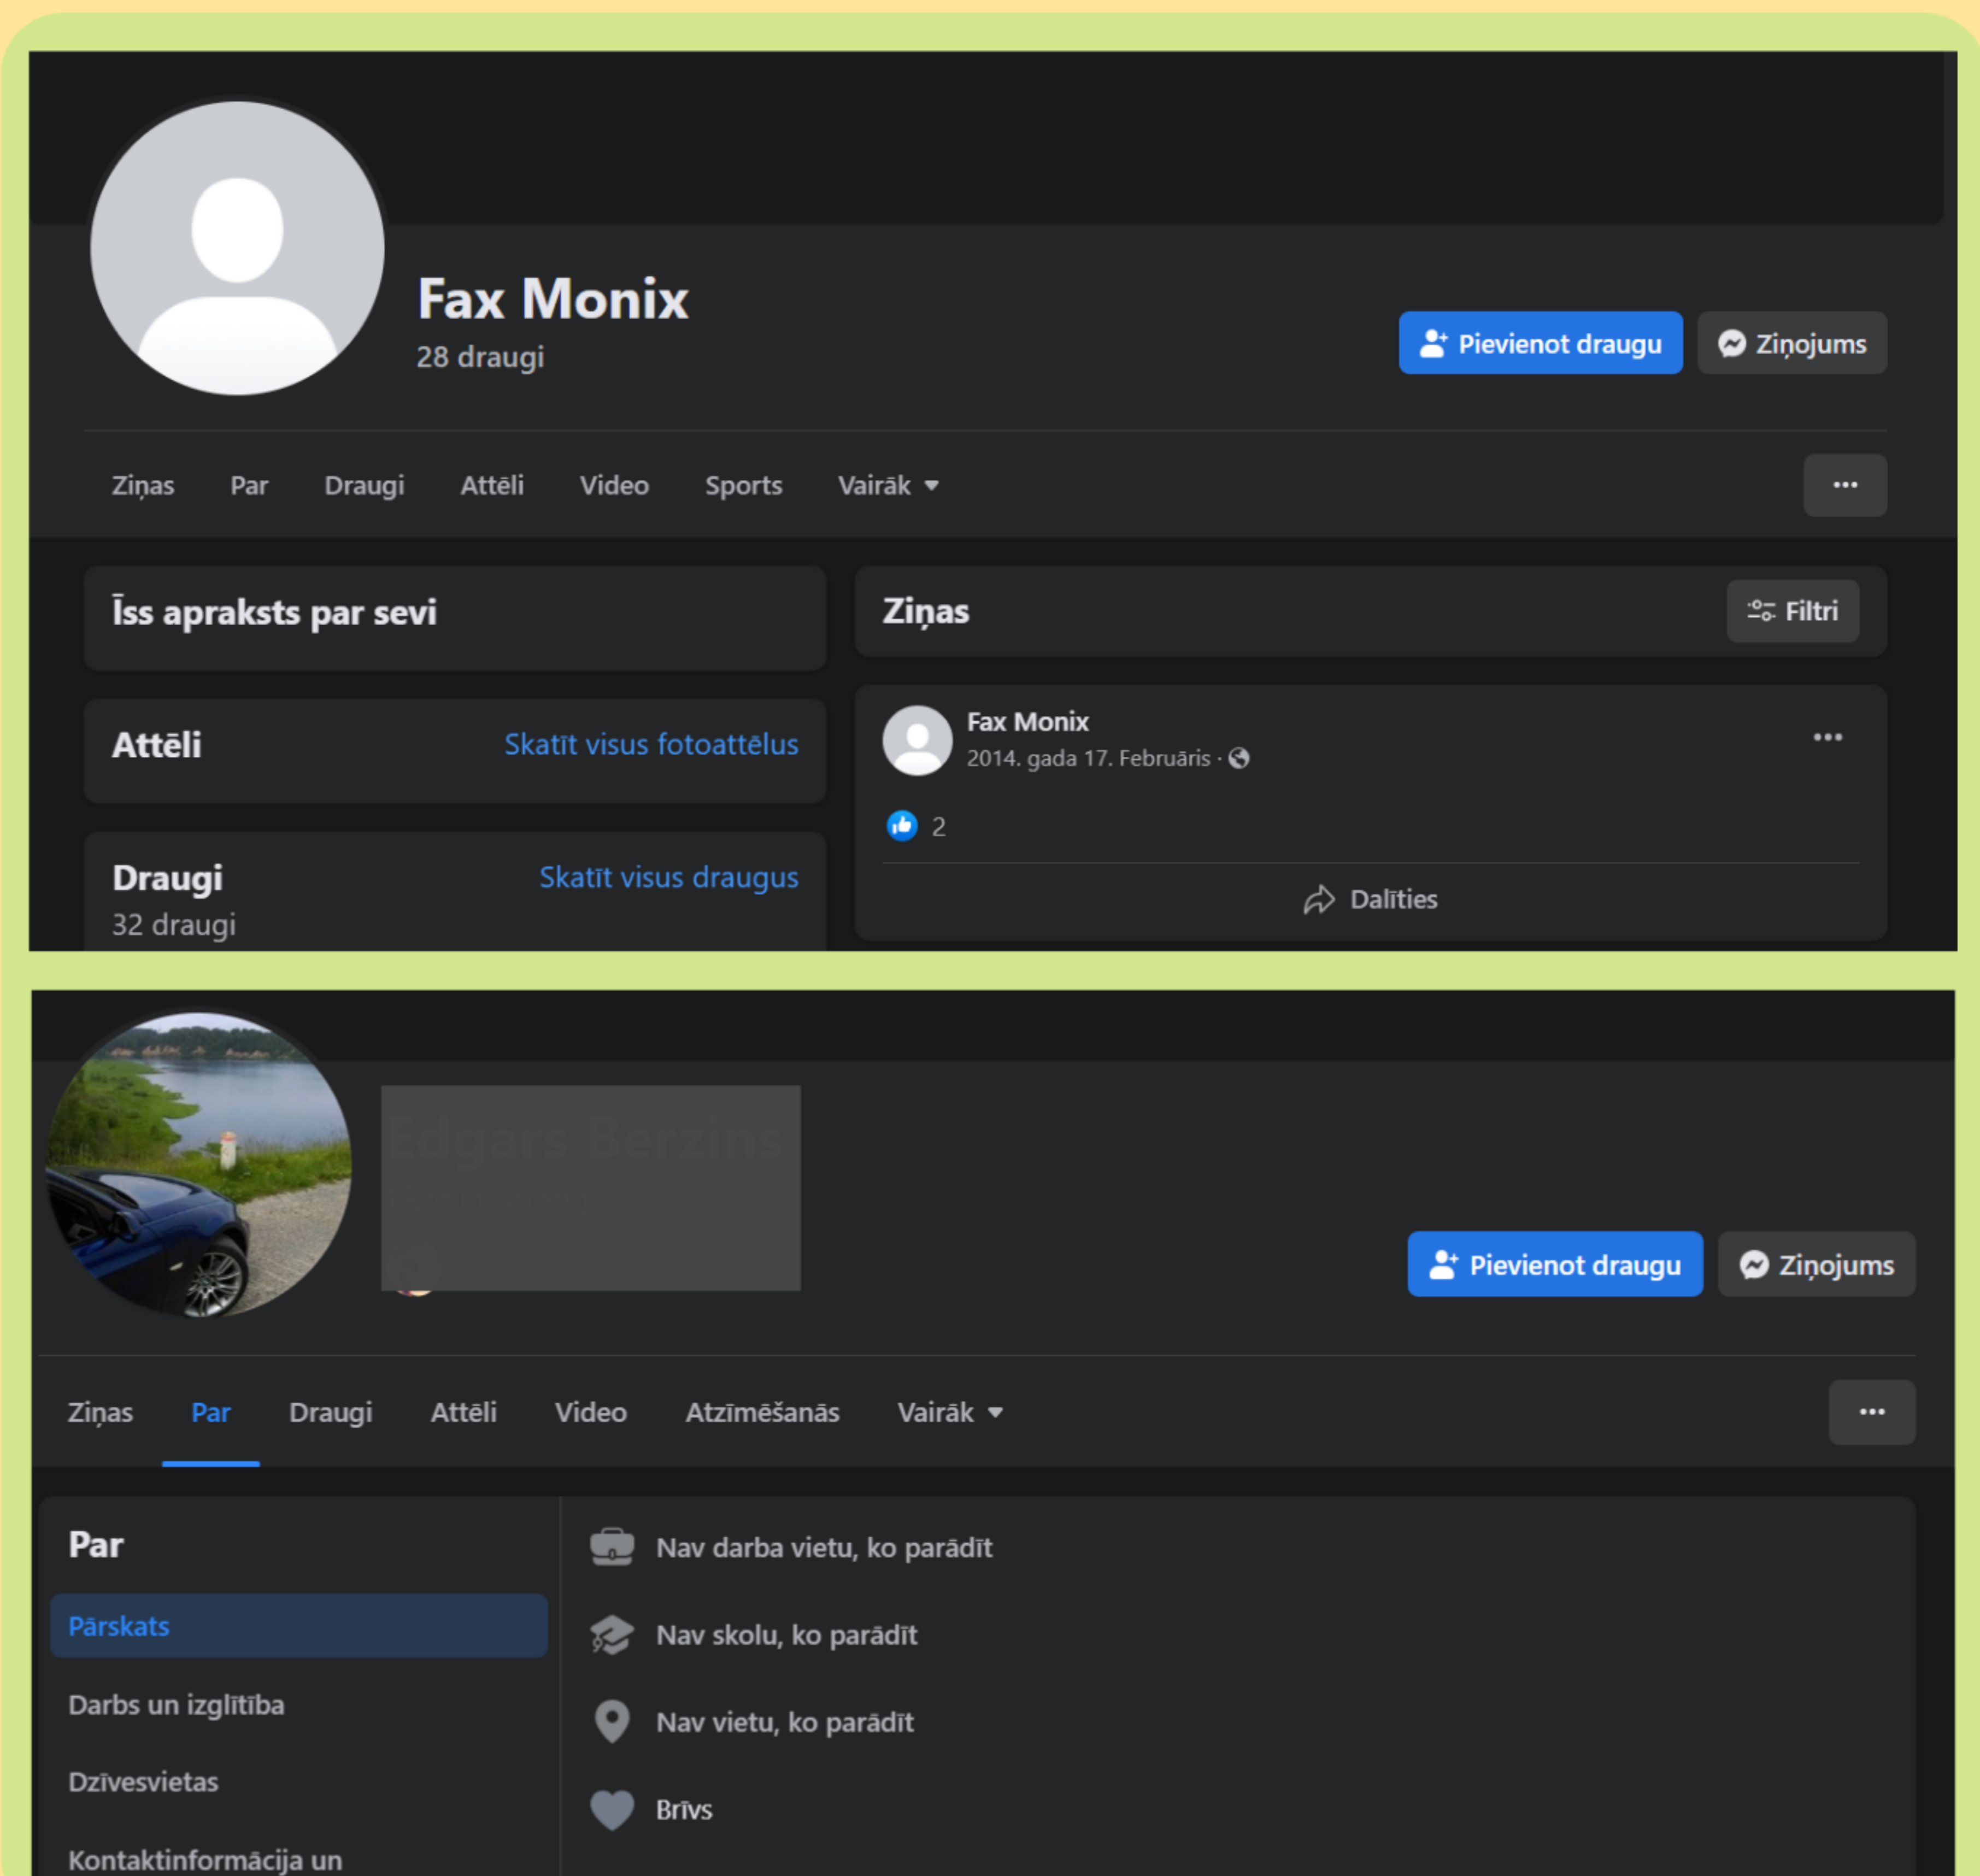 Fax Monix
28 draugi
Pievienot draugu
Ziņojums
Ziņas Par Draugi Attēli Video Sports Vairāk
Īss apraksts par sevi
Attēli Skatīt visus fotoattēlus
Draugi Skatīt visus draugus
32 draugi
Ziņas Filtri
Fax Monix
2014. gada 17. Februāris ·
2
Dalīties
Edgars Berzins
Pievienot draugu
Ziņojums
Ziņas Par Draugi Attēli Video Atzīmēšanās Vairāk
Par
Pārskats
Darbs un izglītība
Dzīvesvietas
Kontaktinformācija un
Nav darba vietu, ko parādīt
Nav skolu, ko parādīt
Nav vietu, ko parādīt
Brīvs